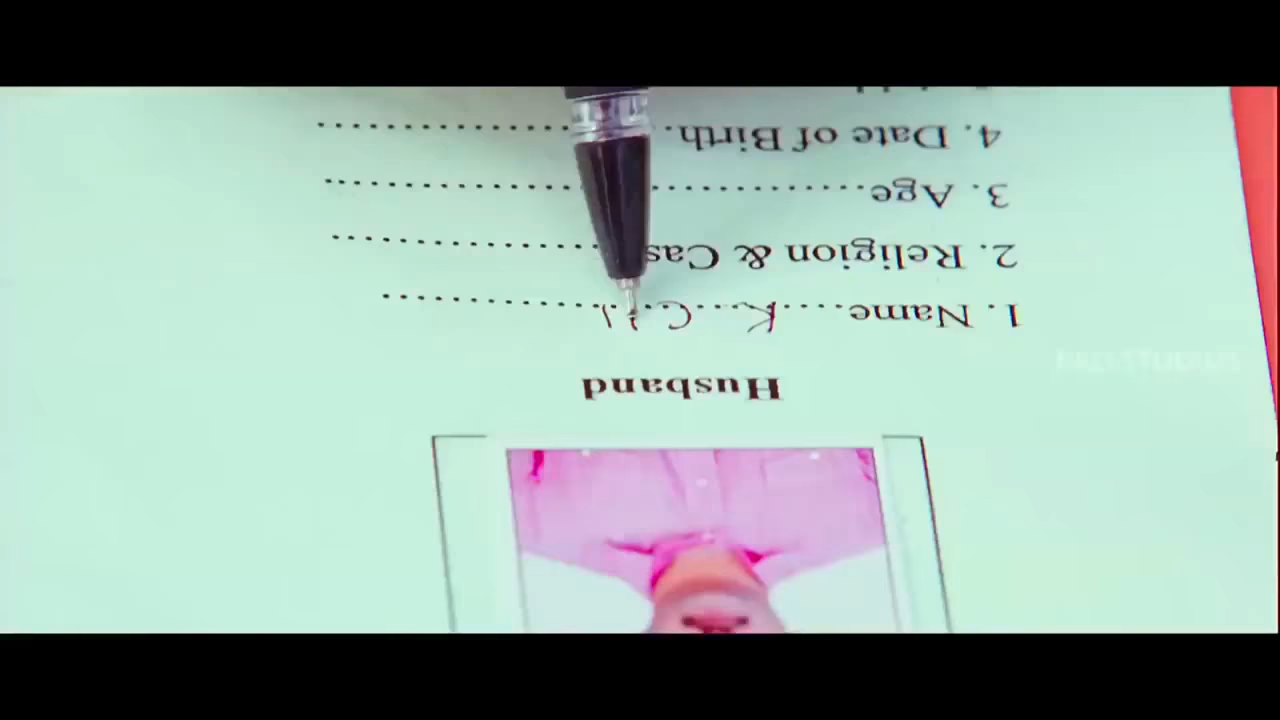 Husband
1. Name.....K...C
2. Religion & Cas
3. Age
4. Date of Birth